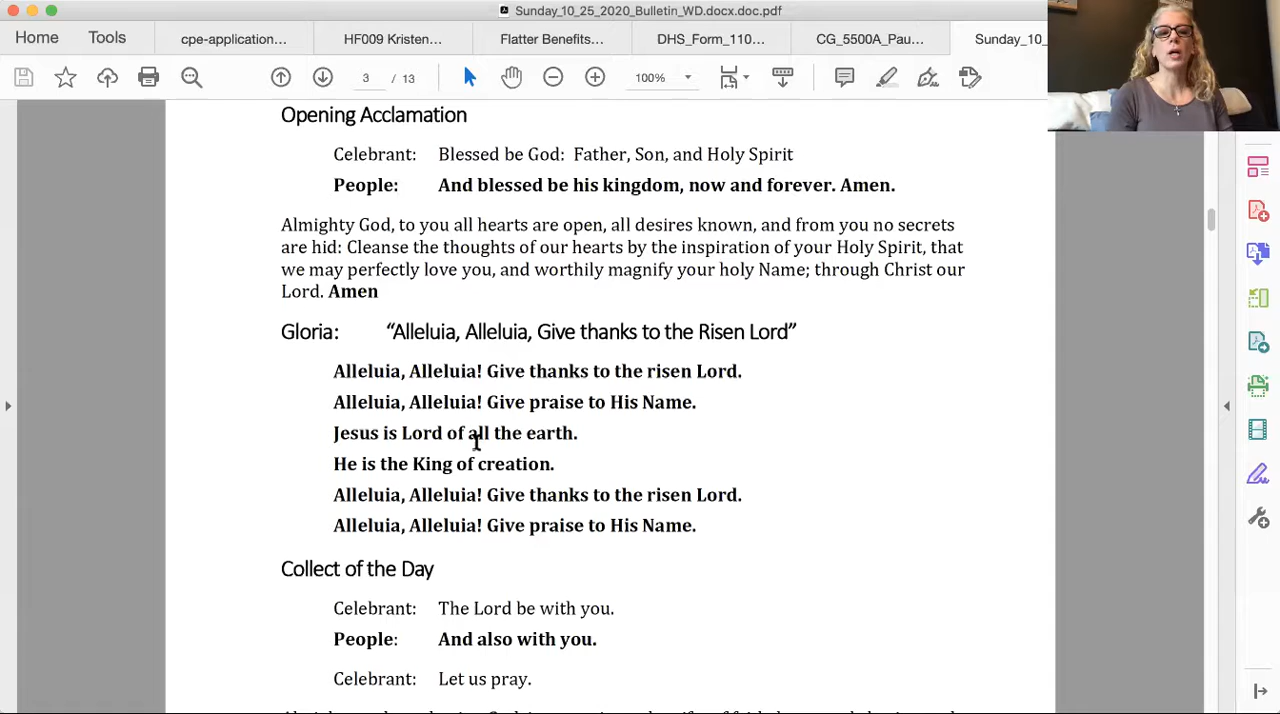 Sunday_10_25_2020_Bulletin_WD.docx.doc.pdf
Home Tools cpe-application... HF009 Kristen... Flatter Benefits... DHS_Form_110... CG_5500A_Pau... Sunday_10_
3 / 13 100%
Opening Acclamation
Celebrant: Blessed be God: Father, Son, and Holy Spirit
People: And blessed be his kingdom, now and forever. Amen.
Almighty God, to you all hearts are open, all desires known, and from you no secrets
are hid: Cleanse the thoughts of our hearts by the inspiration of your Holy Spirit, that
we may perfectly love you, and worthily magnify your holy Name; through Christ our
Lord. Amen
Gloria: “Alleluia, Alleluia, Give thanks to the Risen Lord”
Alleluia, Alleluia! Give thanks to the risen Lord.
Alleluia, Alleluia! Give praise to His Name.
Jesus is Lord of all the earth.
He is the King of creation.
Alleluia, Alleluia! Give thanks to the risen Lord.
Alleluia, Alleluia! Give praise to His Name.
Collect of the Day
Celebrant: The Lord be with you.
People: And also with you.
Celebrant: Let us pray.